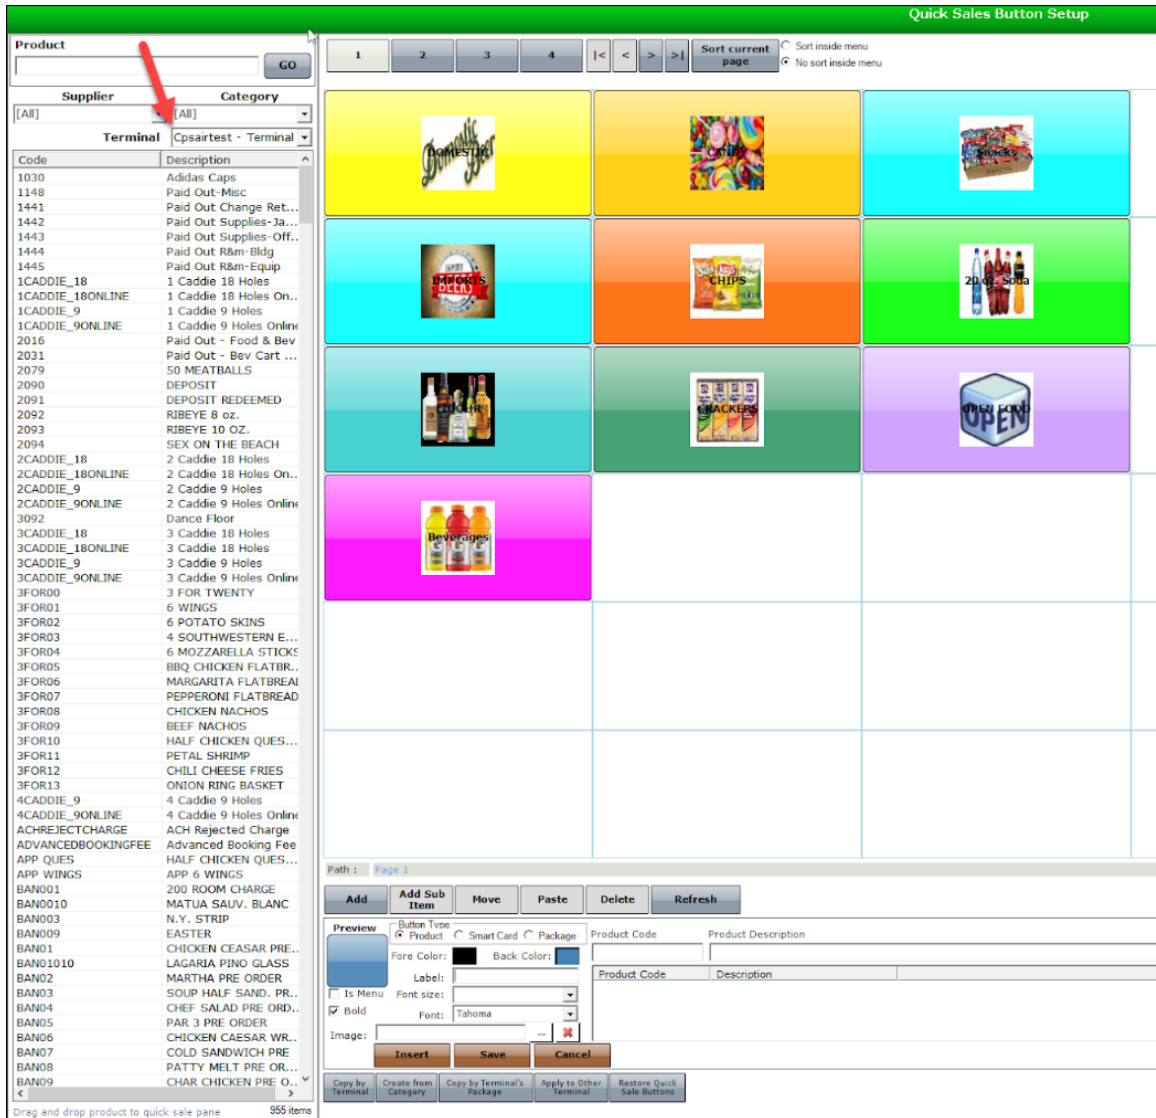 Quick Sales Button Setup
Product
GO
Supplier Category
[All] [All]
Terminal Cpsairtest - Terminal
Code Description
1030 Adidas Caps
1148 Paid Out-Misc
1441 Paid Out Change Ret...
1442 Paid Out Supplies-Ja...
1443 Paid Out Supplies-Off...
1444 Paid Out R&m-Bldg
1445 Paid Out R&m-Equip
1CADDIE_18 1 Caddie 18 Holes
1CADDIE_18ONLINE 1 Caddie 18 Holes On...
1CADDIE_9 1 Caddie 9 Holes
1CADDIE_9ONLINE 1 Caddie 9 Holes Online
2016 Paid Out - Food & Bev
2031 Paid Out - Bev Cart ...
2079 50 MEATBALLS
2090 DEPOSIT
2091 DEPOSIT REDEEMED
2092 RIBEYE 8 oz.
2093 RIBEYE 10 OZ.
2094 SEX ON THE BEACH
2CADDIE_18 2 Caddie 18 Holes
2CADDIE_18ONLINE 2 Caddie 18 Holes On...
2CADDIE_9 2 Caddie 9 Holes
2CADDIE_9ONLINE 2 Caddie 9 Holes Online
3092 Dance Floor
3CADDIE_18 3 Caddie 18 Holes
3CADDIE_18ONLINE 3 Caddie 18 Holes
3CADDIE_9 3 Caddie 9 Holes
3CADDIE_9ONLINE 3 Caddie 9 Holes Online
3FOR00 3 FOR TWENTY
3FOR01 6 WINGS
3FOR02 6 POTATO SKINS
3FOR03 4 SOUTHWESTERN E...
3FOR04 6 MOZZARELLA STICKS
3FOR05 BBQ CHICKEN FLATBR...
3FOR06 MARGARITA FLATBREAD
3FOR07 PEPPERONI FLATBREAD
3FOR08 CHICKEN NACHOS
3FOR09 BEEF NACHOS
3FOR10 HALF CHICKEN QUES...
3FOR11 PETAL SHRIMP
3FOR12 CHILI CHEESE FRIES
3FOR13 ONION RING BASKET
4CADDIE_9 4 Caddie 9 Holes
4CADDIE_9ONLINE 4 Caddie 9 Holes Online
ACHREJECTCHARGE ACH Rejected Charge
ADVANCEDBOOKINGFEE Advanced Booking Fee
APP QUES HALF CHICKEN QUES...
APP WINGS APP 6 WINGS
BAN001 200 ROOM CHARGE
BAN0010 MATUA SAUV. BLANC
BAN003 N.Y. STRIP
BAN009 EASTER
BAN01 CHICKEN CEASAR PRE...
BAN01010 LAGARIA PINO GLASS
BAN02 MARTHA PRE ORDER
BAN03 SOUP HALF SAND. PR...
BAN04 CHEF SALAD PRE ORD...
BAN05 PAR 3 PRE ORDER
BAN06 CHICKEN CAESAR WR...
BAN07 COLD SANDWICH PRE
BAN08 PATTY MELT PRE OR...
BAN09 CHAR CHICKEN PRE O...
Drag and drop product to quick sale pane 955 items
1 2 3 4 |< < > >| Sort current page
Sort inside menu
No sort inside menu
DOMESTIC
CANDY
Snacks
IMPORTS
CHIPS
20 oz. Soda
LIQUOR
CRACKERS
OPEN FOOD
OPEN
Beverages
Path : Page 1
Add Add Sub Item Move Paste Delete Refresh
Preview Button Type
Product Smart Card Package
Fore Color: Back Color:
Label:
Is Menu Font size:
Bold Font: Tahoma
Image: ...
Insert Save Cancel
Product Code Product Description
Product Code Description
Copy by Terminal Create from Category Copy by Terminal's Package Apply to Other Terminal Restore Quick Sale Buttons